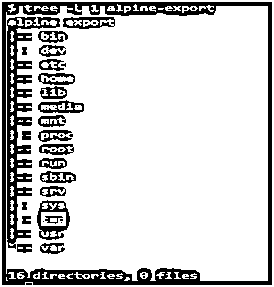 $ tree -L 1 alpine-export
alpine-export
├── bin
├── dev
├── etc
├── home
├── lib
├── media
├── mnt
├── proc
├── root
├── run
├── sbin
├── srv
├── sys
├── tmp
├── usr
└── var
16 directories, 0 files